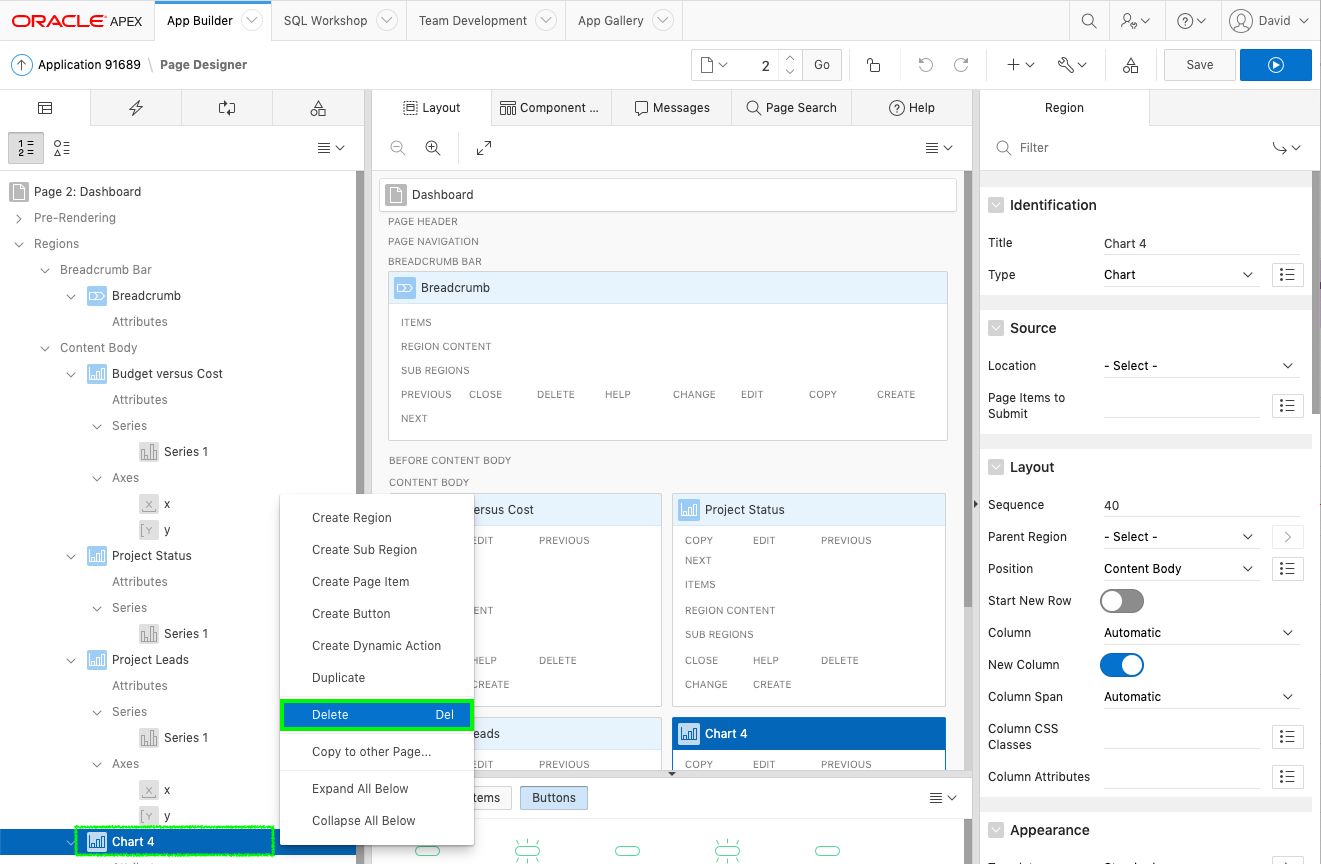 ORACLE APEX App Builder SQL Workshop Team Development App Gallery David
Application 91689 \ Page Designer 2 Go Save
Layout Component ... Messages Page Search Help Region
1 2
Filter
Page 2: Dashboard
Pre-Rendering
Regions
Breadcrumb Bar
Breadcrumb
Attributes
Content Body
Budget versus Cost
Attributes
Series
Series 1
Axes
x
y
Project Status
Attributes
Series
Series 1
Project Leads
Attributes
Series
Series 1
Axes
x
y
Chart 4
Create Region
Create Sub Region
Create Page Item
Create Button
Create Dynamic Action
Duplicate
Delete Del
Copy to other Page...
Expand All Below
Collapse All Below
Dashboard
PAGE HEADER
PAGE NAVIGATION
BREADCRUMB BAR
Breadcrumb
ITEMS
REGION CONTENT
SUB REGIONS
PREVIOUS CLOSE DELETE HELP CHANGE EDIT COPY CREATE
NEXT
BEFORE CONTENT BODY
CONTENT BODY
ersus Cost
EDIT PREVIOUS
ENT
HELP DELETE
CREATE
Project Status
COPY EDIT PREVIOUS
NEXT
ITEMS
REGION CONTENT
SUB REGIONS
CLOSE HELP DELETE
CHANGE CREATE
eads
EDIT PREVIOUS
Chart 4
COPY EDIT PREVIOUS
tems Buttons
Identification
Title Chart 4
Type Chart
Source
Location - Select -
Page Items to
Submit
Layout
Sequence 40
Parent Region - Select -
Position Content Body
Start New Row
Column Automatic
New Column
Column Span Automatic
Column CSS
Classes
Column Attributes
Appearance